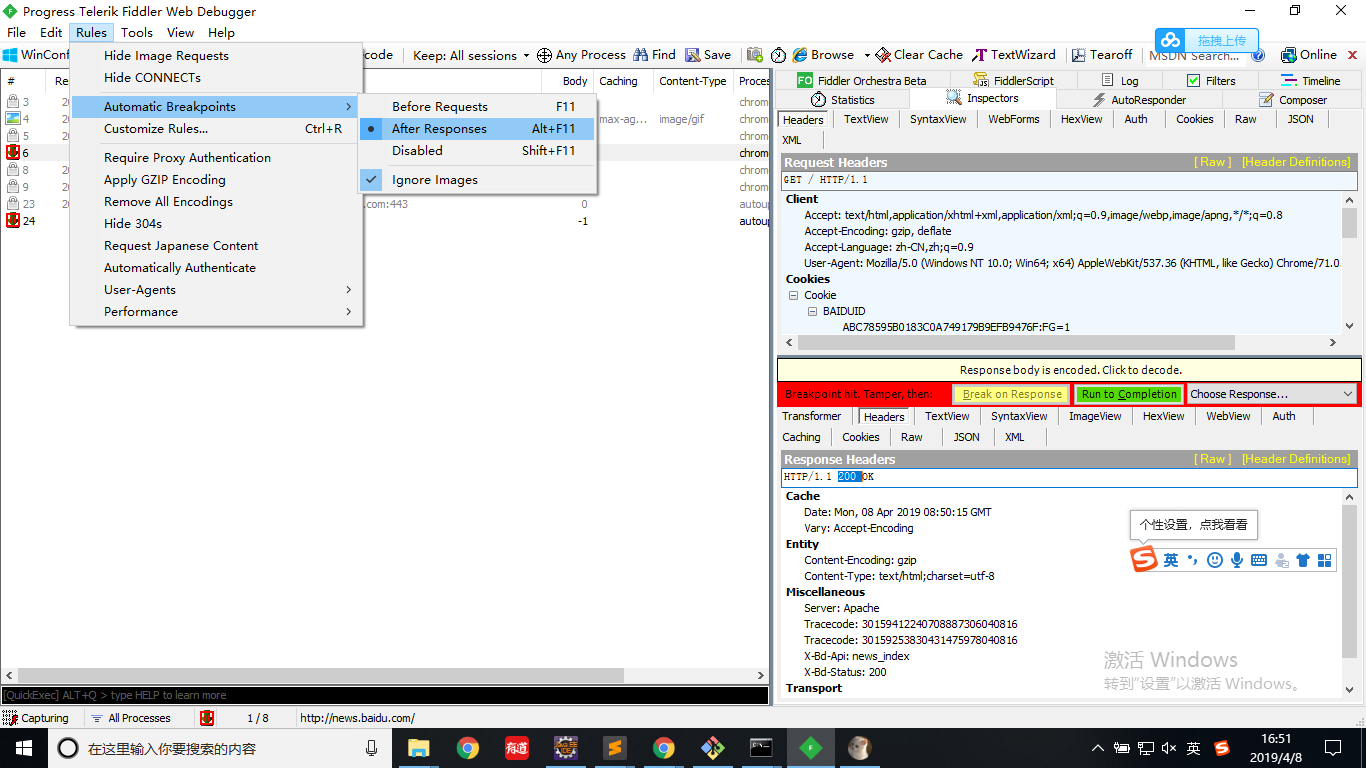 Progress Telerik Fiddler Web Debugger
File Edit Rules Tools View Help
WinConf
code Keep: All sessions Any Process Find Save Browse Clear Cache TextWizard Tearoff MSDN Search... Online
拖拽上传
# Re Body Caching Content-Type Proces
3 20 chrom
4 20 max-ag... image/gif chrom
5 20 chrom
6 chrom
8 20 chrom
9 20 chrom
23 20 .com:443 0 autoup
24 -1 autoup
Hide Image Requests
Hide CONNECTs
Automatic Breakpoints
Customize Rules... Ctrl+R
Require Proxy Authentication
Apply GZIP Encoding
Remove All Encodings
Hide 304s
Request Japanese Content
Automatically Authenticate
User-Agents
Performance
Before Requests F11
After Responses Alt+F11
Disabled Shift+F11
Ignore Images
FO Fiddler Orchestra Beta FiddlerScript Log Filters Timeline
Statistics Inspectors AutoResponder Composer
Headers TextView SyntaxView WebForms HexView Auth Cookies Raw JSON
XML
Request Headers [ Raw ] [Header Definitions]
GET / HTTP/1.1
Client
Accept: text/html,application/xhtml+xml,application/xml;q=0.9,image/webp,image/apng,*/*;q=0.8
Accept-Encoding: gzip, deflate
Accept-Language: zh-CN,zh;q=0.9
User-Agent: Mozilla/5.0 (Windows NT 10.0; Win64; x64) AppleWebKit/537.36 (KHTML, like Gecko) Chrome/71.0
Cookies
Cookie
BAIDUID
ABC78595B0183C0A749179B9EFB9476F:FG=1
Response body is encoded. Click to decode.
Breakpoint hit. Tamper, then: Break on Response Run to Completion Choose Response...
Transformer Headers TextView SyntaxView ImageView HexView WebView Auth
Caching Cookies Raw JSON XML
Response Headers [ Raw ] [Header Definitions]
HTTP/1.1 200 OK
Cache
Date: Mon, 08 Apr 2019 08:50:15 GMT
Vary: Accept-Encoding
Entity
Content-Encoding: gzip
Content-Type: text/html;charset=utf-8
Miscellaneous
Server: Apache
Tracecode: 30159412240708887306040816
Tracecode: 30159253830431475978040816
X-Bd-Api: news_index
X-Bd-Status: 200
Transport
个性设置，点我看看
英
激活 Windows
转到“设置”以激活 Windows。
[QuickExec] ALT+Q > type HELP to learn more
Capturing All Processes 1 / 8 http://news.baidu.com/
在这里输入你要搜索的内容
有道
英
16:51
2019/4/8